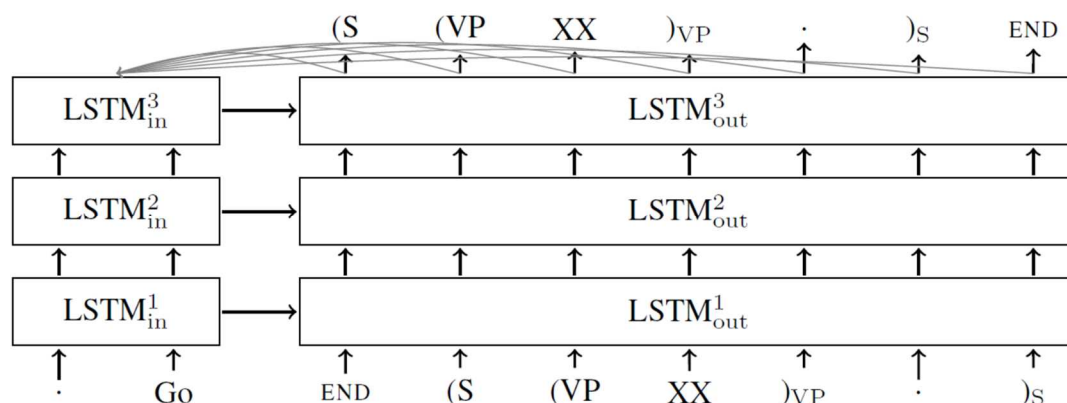 (S (VP XX )VP . )S END
LSTM³in LSTM³out
LSTM²in LSTM²out
LSTM¹in LSTM¹out
. Go END (S (VP XX )VP . )S